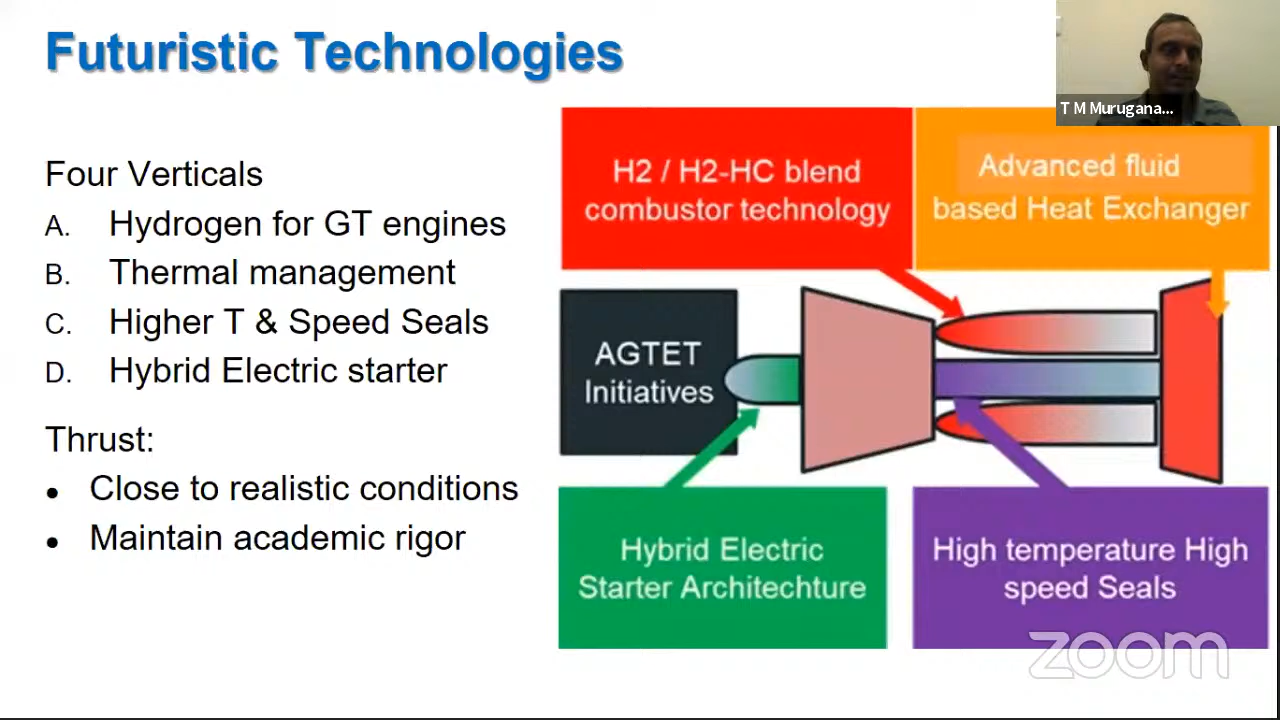 Futuristic Technologies
T M Murugana...
Four Verticals
A. Hydrogen for GT engines
B. Thermal management
C. Higher T & Speed Seals
D. Hybrid Electric starter
Thrust:
• Close to realistic conditions
• Maintain academic rigor
H2 / H2-HC blend
combustor technology
Advanced fluid
based Heat Exchanger
AGTET
Initiatives
Hybrid Electric
Starter Architechture
High temperature High
speed Seals
zoom